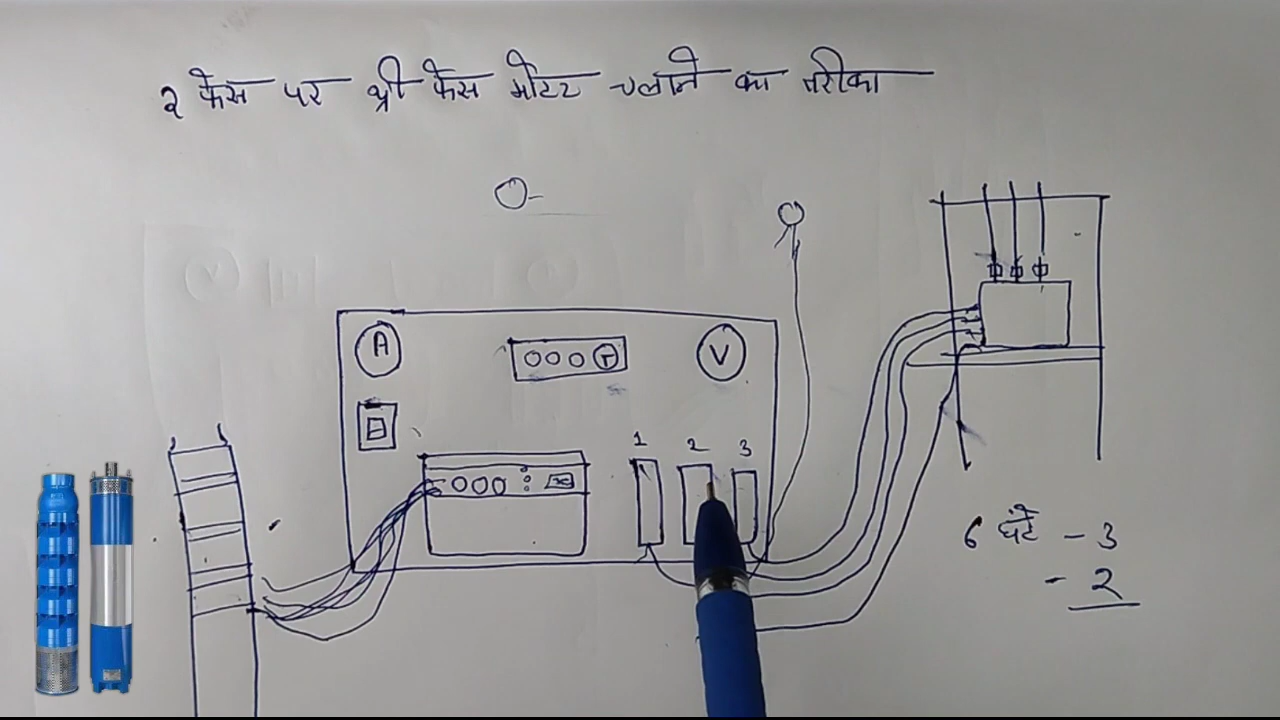 २ फेस पर थ्री फेस मोटर चलाने का तरीका
A
V
1 2 3
6 घंटे - 3
- 2